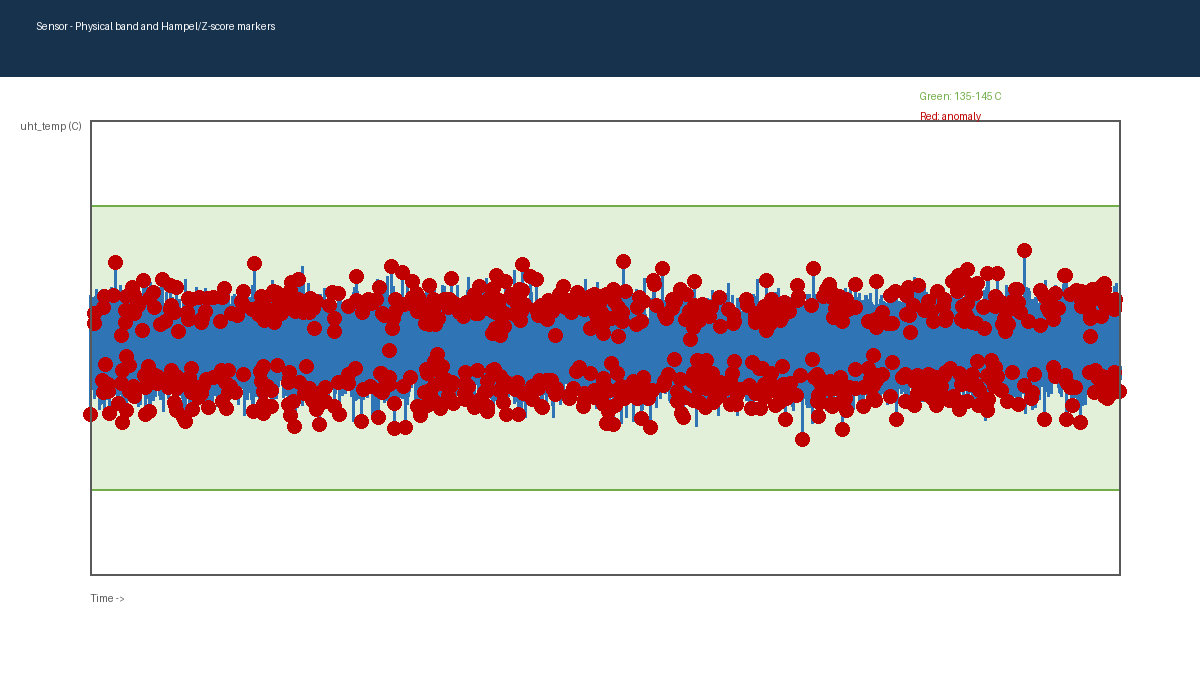 Sensor - Physical band and Hampel/Z-score markers
Green: 135-145 C
Red: anomaly
uht_temp (C)
Time ->